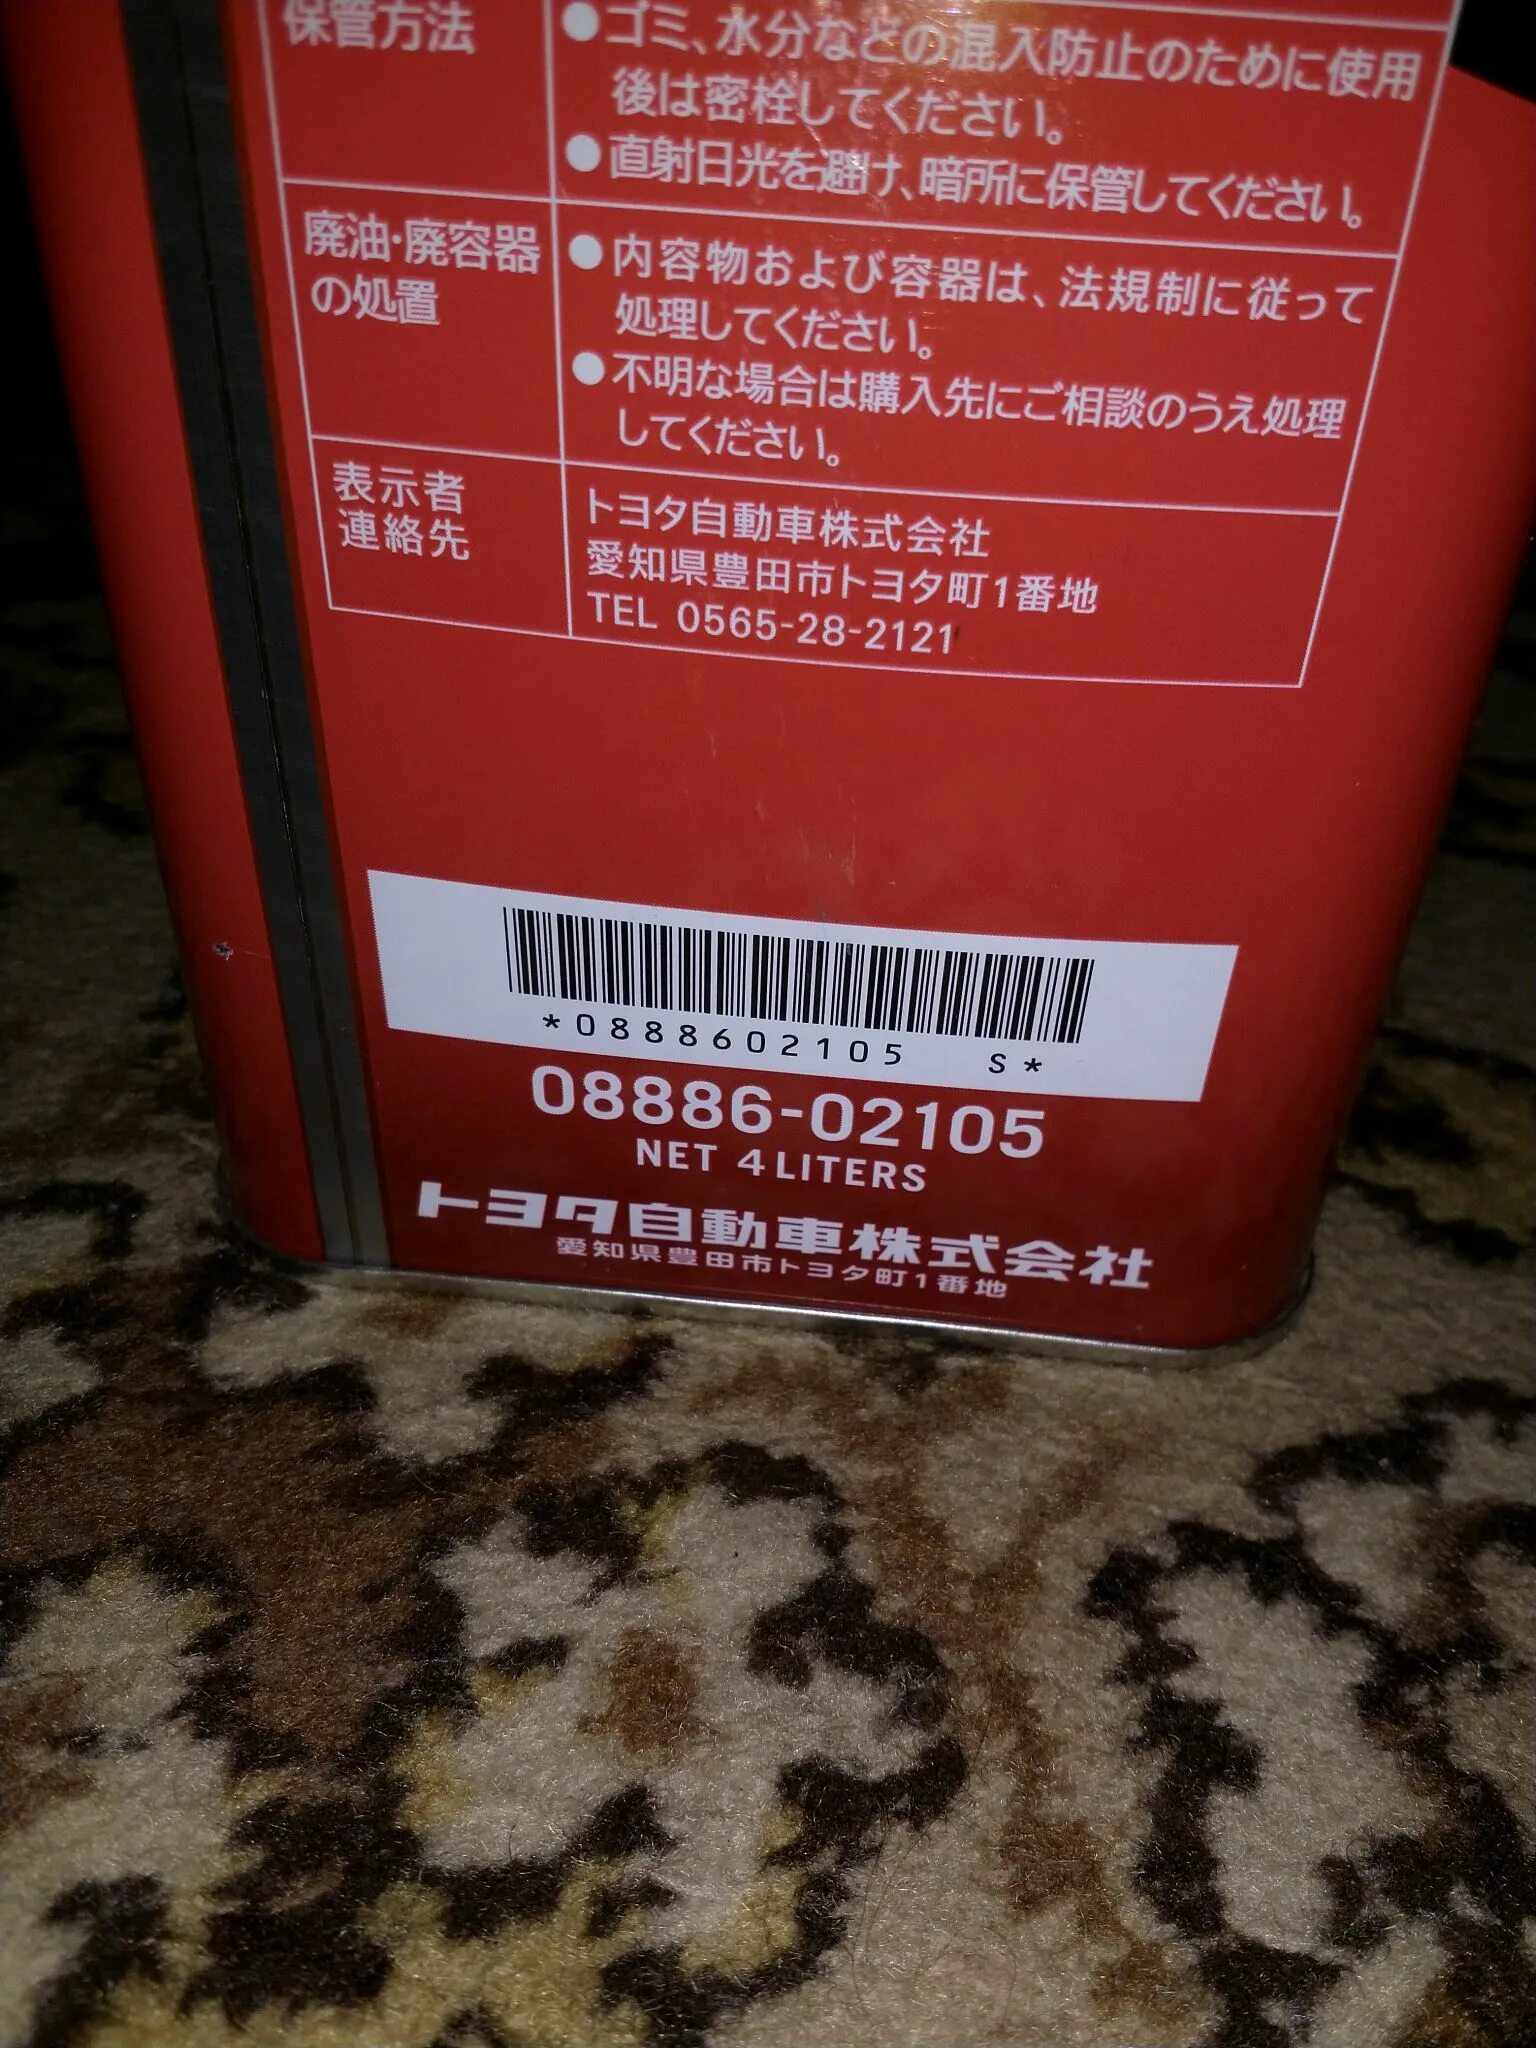 保管方法
●ゴミ、水分などの混入防止のために使用
後は密栓してください。
●直射日光を避け、暗所に保管してください。
廃油・廃容器
の処置
●内容物および容器は、法規制に従って
処理してください。
●不明な場合は購入先にご相談のうえ処理
してください。
表示者
連絡先
トヨタ自動車株式会社
愛知県豊田市トヨタ町1番地
TEL 0565-28-2121
*0888602105 S*
08886-02105
NET 4 LITERS
トヨタ自動車株式会社
愛知県豊田市トヨタ町1番地